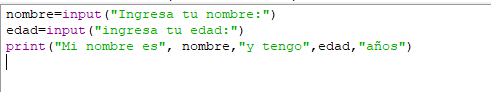 nombre=input("Ingresa tu nombre:")
edad=input("ingresa tu edad:")
print("Mi nombre es", nombre,"y tengo",edad,"años")